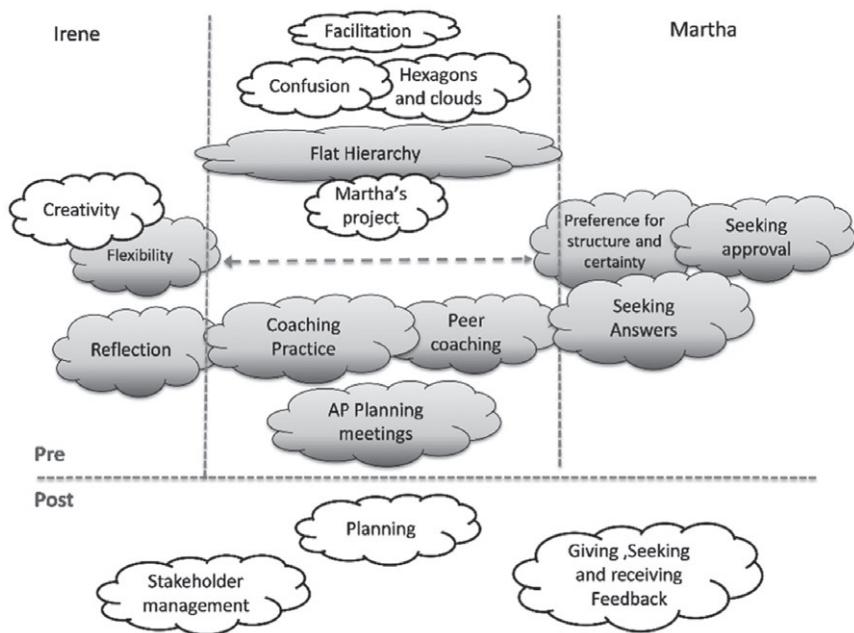 Irene
Martha
Facilitation
Confusion
Hexagons
and clouds
Flat Hierarchy
Martha's
project
Creativity
Flexibility
Preference for
structure and
certainty
Seeking
approval
Reflection
Coaching
Practice
Peer
coaching
Seeking
Answers
AP Planning
meetings
Pre
Post
Planning
Stakeholder
management
Giving ,Seeking
and receiving
Feedback